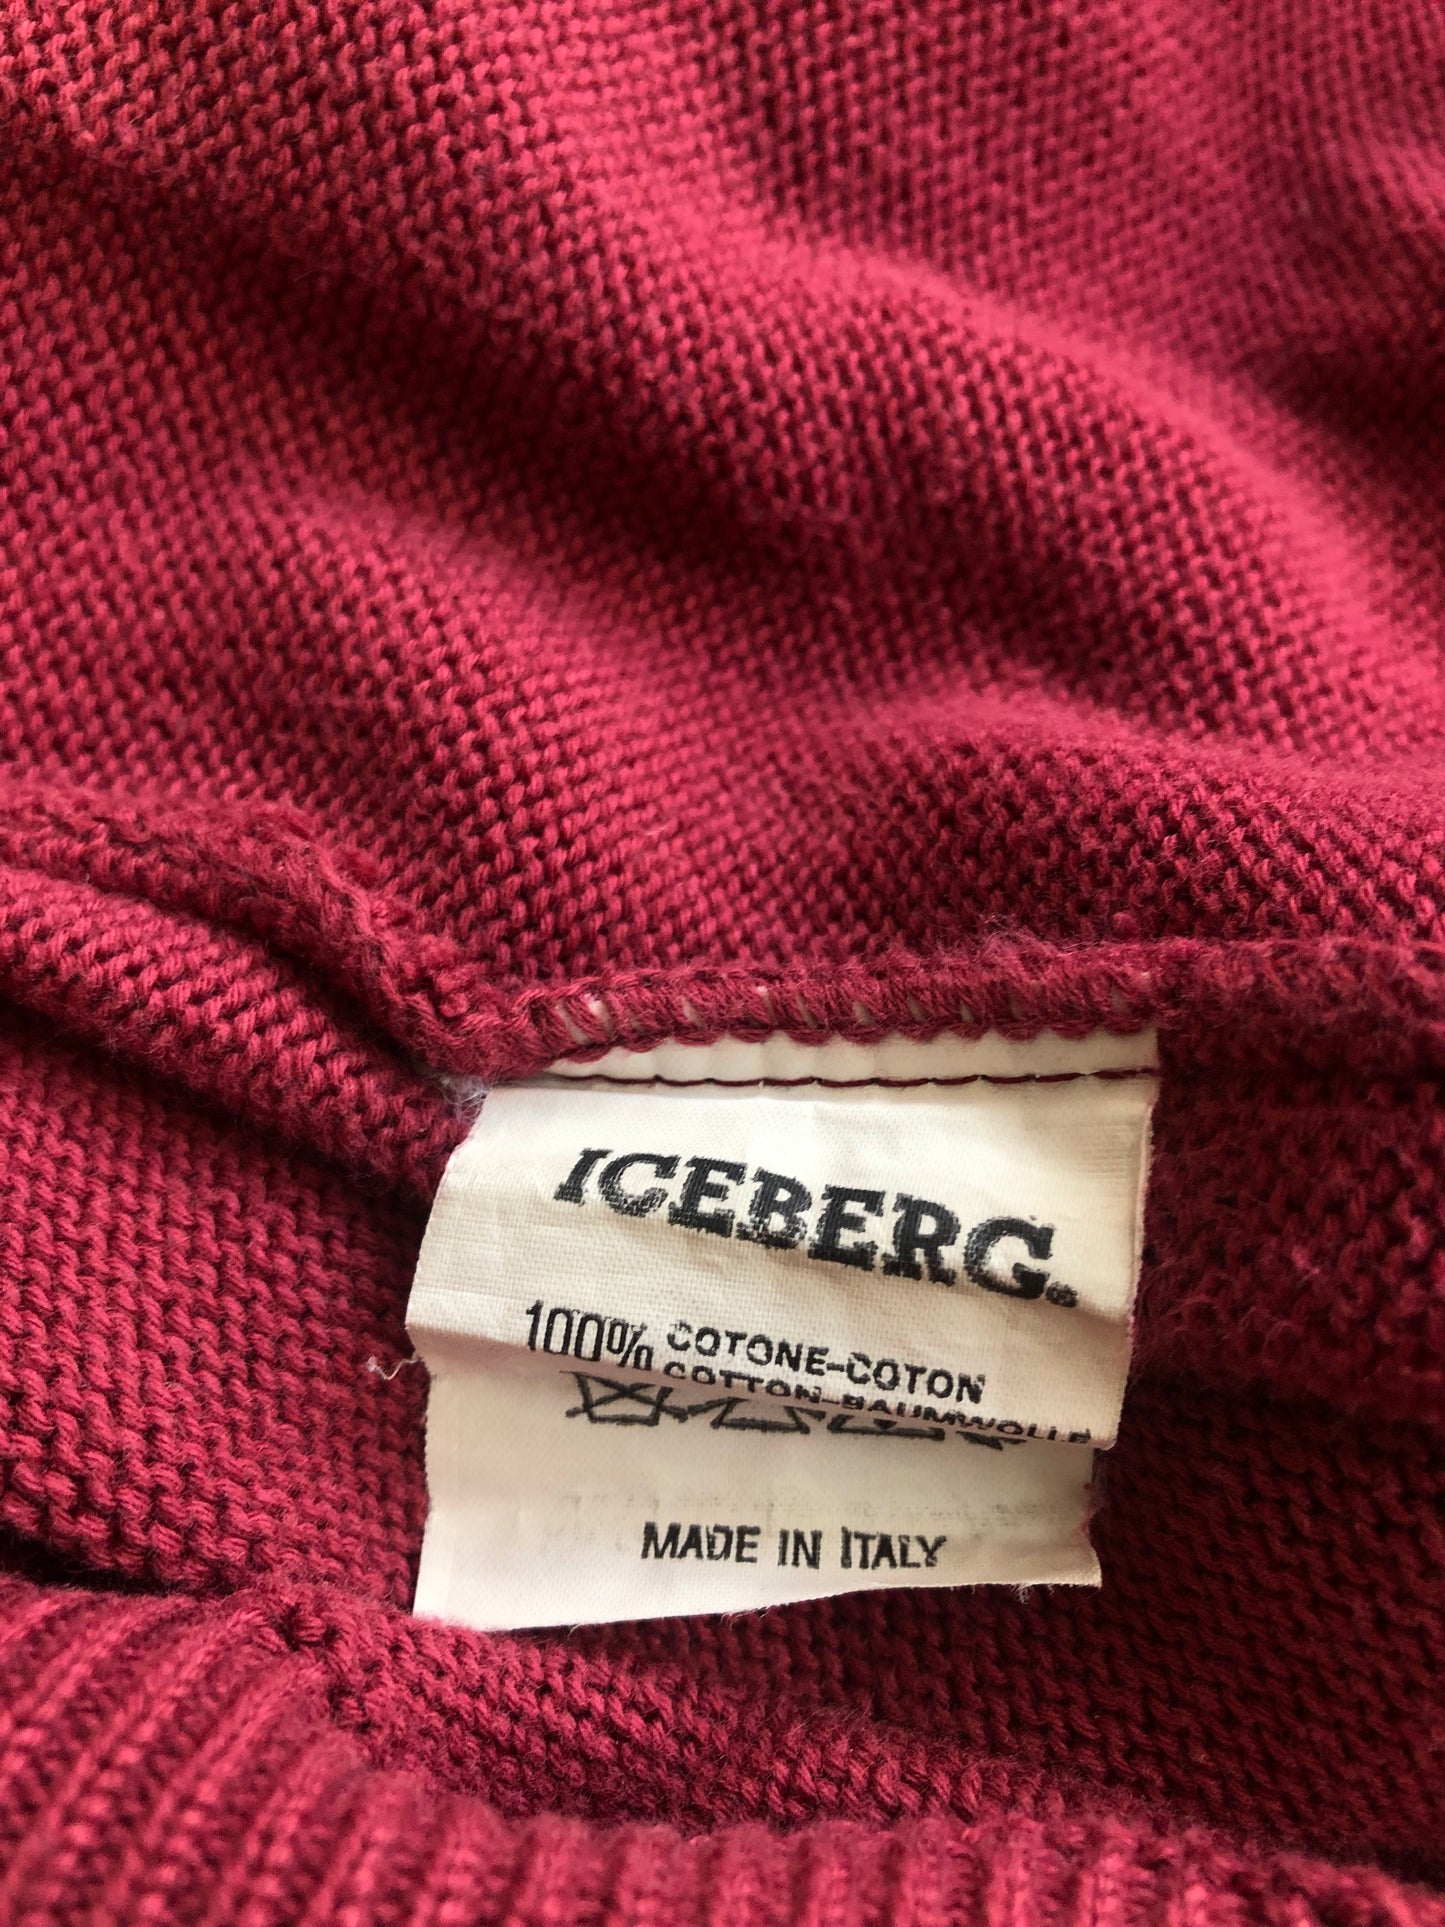 ICEBERG®
100% COTONE-COTON
COTTON-BAUMWOLLE
MADE IN ITALY